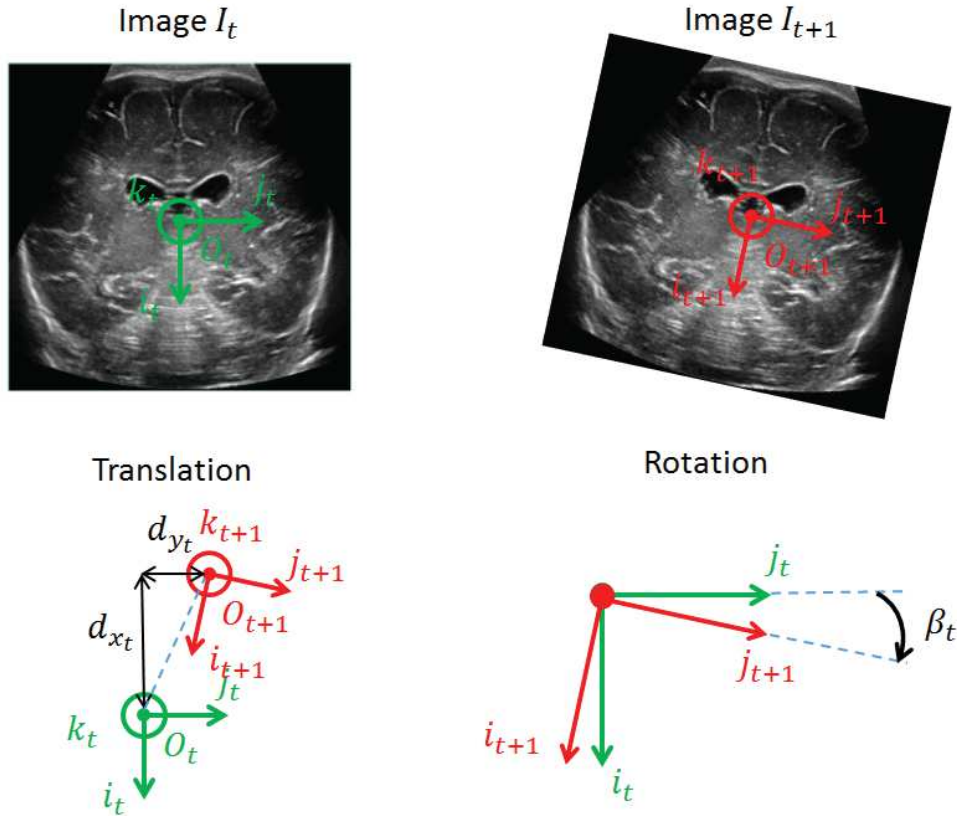 Image I_t
Image I_{t+1}
k_t
j_t
O_t
i_t
k_{t+1}
j_{t+1}
O_{t+1}
i_{t+1}
Translation
Rotation
d_{y_t}
k_{t+1}
j_{t+1}
d_{x_t}
O_{t+1}
i_{t+1}
j_t
k_t
O_t
i_t
j_t
β_t
j_{t+1}
i_{t+1}
i_t